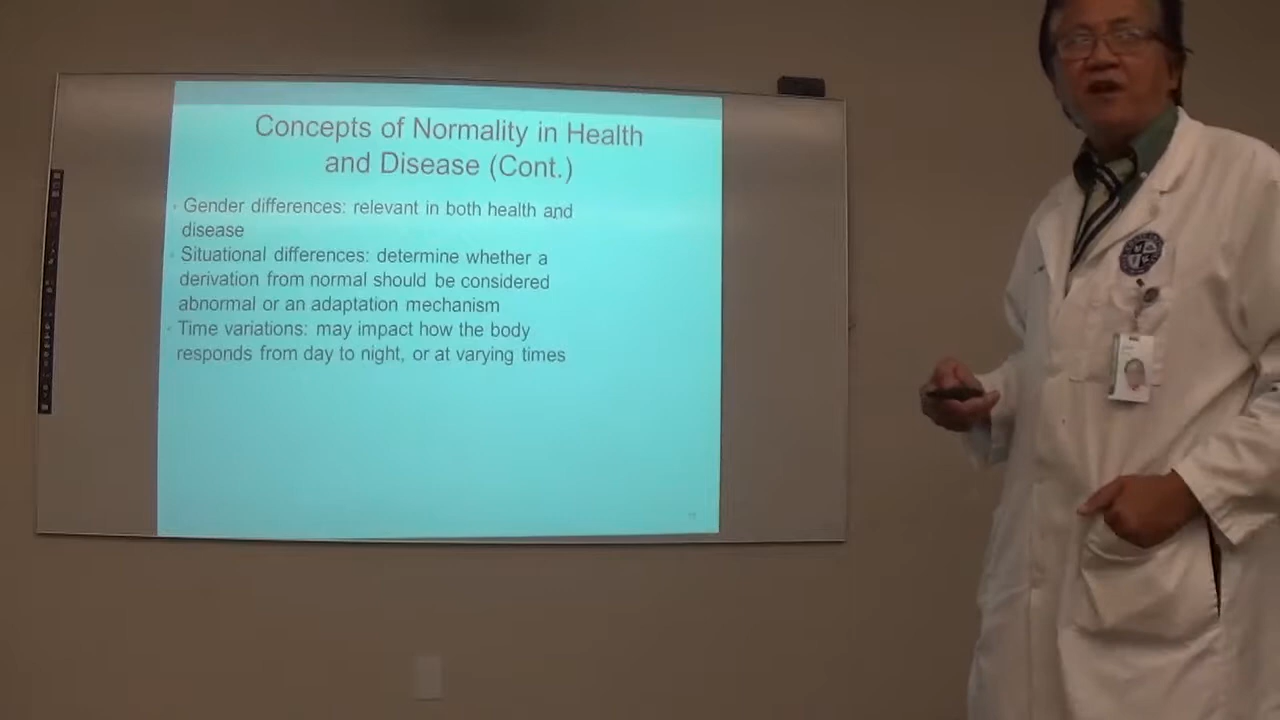 Concepts of Normality in Health
and Disease (Cont.)
Gender differences: relevant in both health and
disease
Situational differences: determine whether a
derivation from normal should be considered
abnormal or an adaptation mechanism
Time variations: may impact how the body
responds from day to night, or at varying times